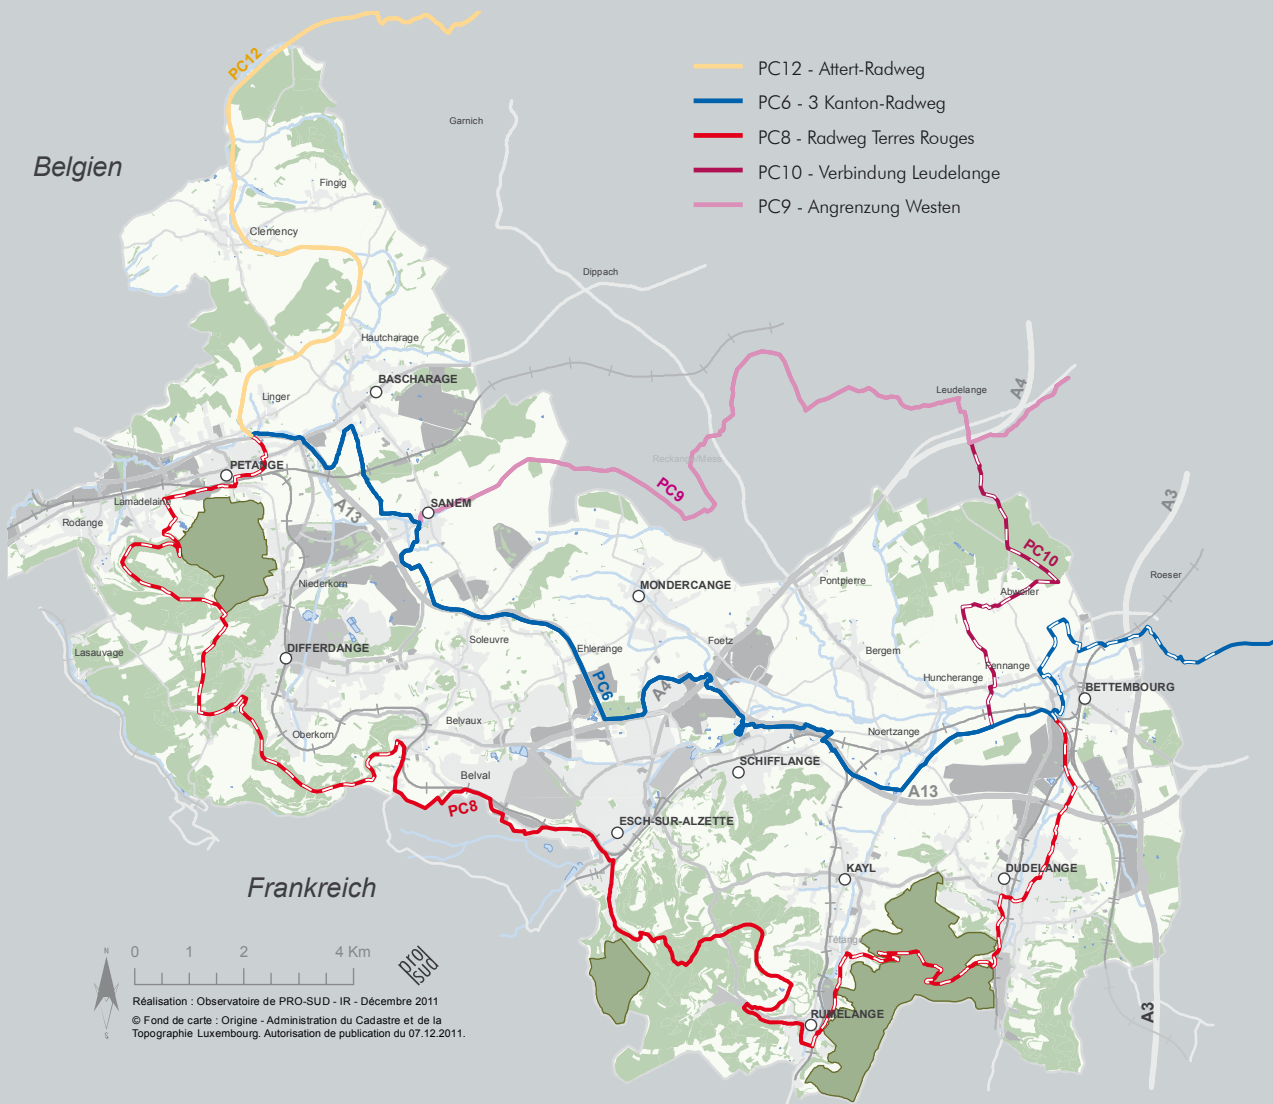 PC12
PC12 - Attert-Radweg
PC6 - 3 Kanton-Radweg
PC8 - Radweg Terres Rouges
PC10 - Verbindung Leudelange
PC9 - Angrenzung Westen
Garnich
Belgien
Fingig
Clemency
Dippach
Hautcharage
BASCHARAGE
Linger
Leudelange
A4
Reckange/Mess
PETANGE
PC9
SANEM
A13
A3
Lamadelaine
Rodange
PC10
Roeser
Niederkorn
MONDERCANGE
Pontpierre
Abweiler
Lasauvage
DIFFERDANGE
Soleuvre
Ehlerange
Foetz
Bergem
Fennange
Huncherange
BETTEMBOURG
PC6
A4
Belvaux
Oberkorn
Noertzange
SCHIFFLANGE
Belval
PC8
A13
ESCH-SUR-ALZETTE
KAYL
DUDELANGE
Frankreich
Tétange
N
0 1 2 4 Km
pro
sud
S
Réalisation : Observatoire de PRO-SUD - IR - Décembre 2011
© Fond de carte : Origine - Administration du Cadastre et de la
Topographie Luxembourg. Autorisation de publication du 07.12.2011.
RUMELANGE
A3